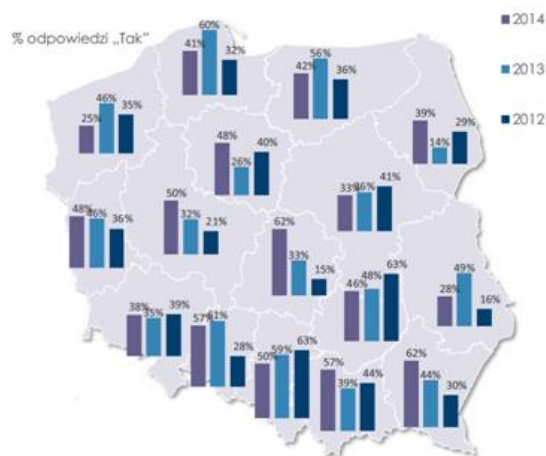 % odpowiedzi „Tak”
2014
2013
2012
41% 60% 32%
42% 56% 36%
25% 46% 35%
39% 14% 29%
48% 26% 40%
33% 36% 41%
50% 32% 21%
48% 46% 36%
62% 33% 15%
46% 48% 63%
28% 49% 16%
38% 35% 39%
57% 61% 28%
50% 59% 63%
57% 39% 44%
62% 44% 30%